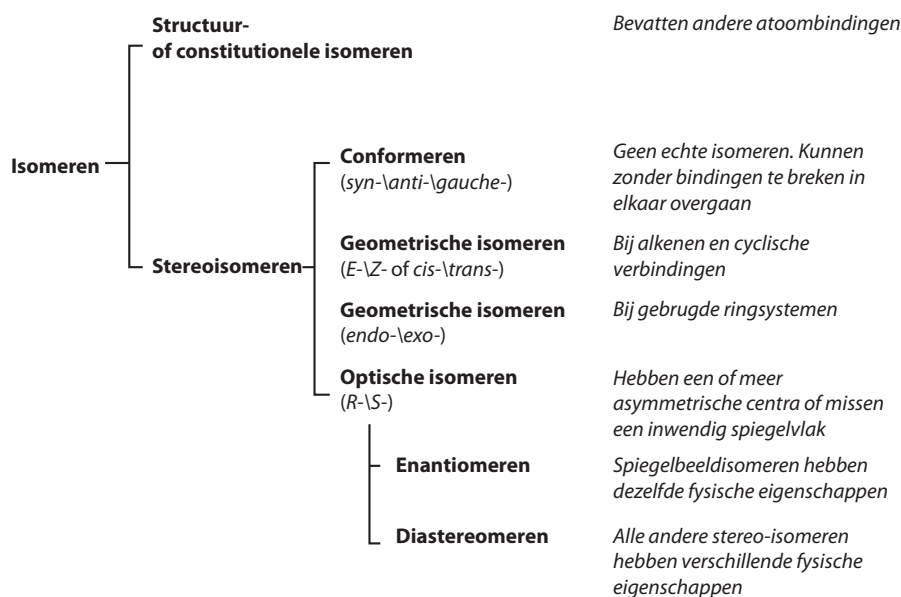 Structuur-
of constitutionele isomeren
Bevatten andere atoombindingen
Isomeren
Stereoisomeren
Conformeren
(syn-\anti-\gauche-)
Geen echte isomeren. Kunnen
zonder bindingen te breken in
elkaar overgaan
Geometrische isomeren
(E-\Z- of cis-\trans-)
Bij alkenen en cyclische
verbindingen
Geometrische isomeren
(endo-\exo-)
Bij gebrugde ringsystemen
Optische isomeren
(R-\S-)
Hebben een of meer
asymmetrische centra of missen
een inwendig spiegelvlak
Enantiomeren
Spiegelbeeldisomeren hebben
dezelfde fysische eigenschappen
Diastereomeren
Alle andere stereo-isomeren
hebben verschillende fysische
eigenschappen